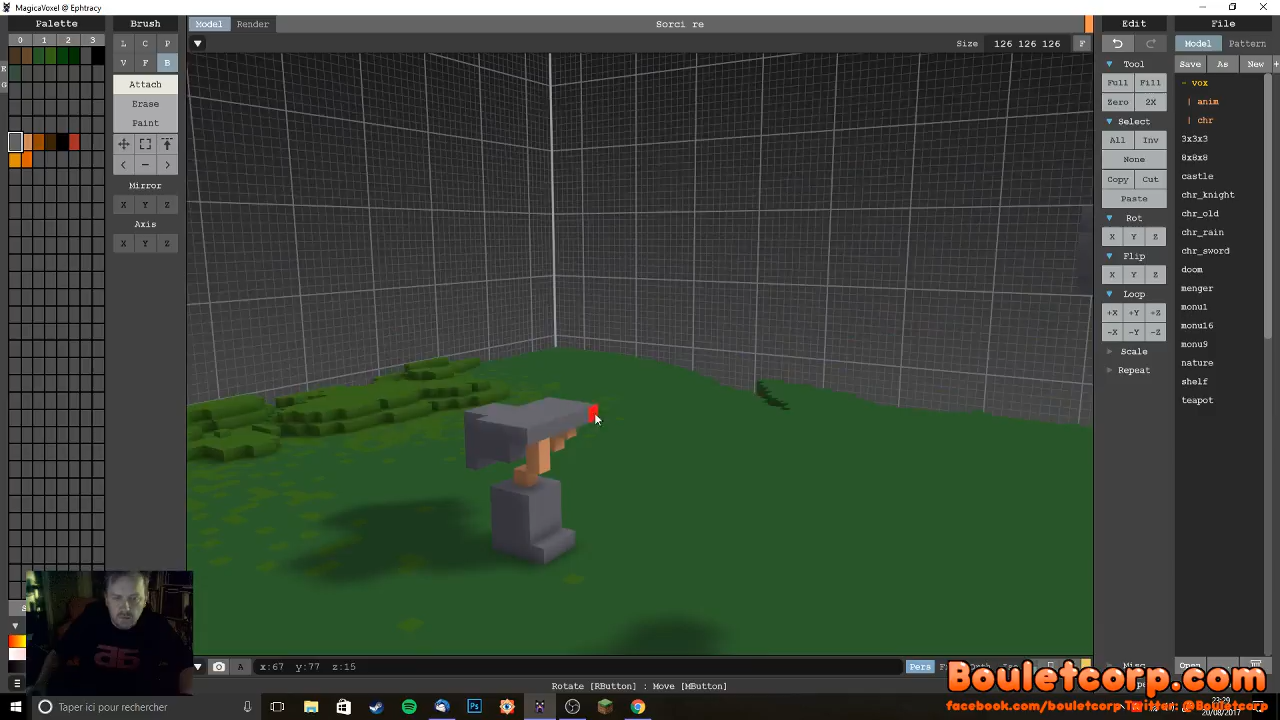 MagicaVoxel @ Ephtracy
Palette
Brush
Model
Render
Sorci re
Edit
File
0 1 2 3
L C P
V F B
Size 126 126 126 F
Model
Pattern
Attach
Erase
Paint
Tool
Full Fill
Zero 2X
Select
All Inv
None
Copy Cut
Paste
Rot
X Y Z
Flip
X Y Z
Loop
+X +Y +Z
-X -Y -Z
Scale
Repeat
Save As New +
- vox
| anim
| chr
3x3x3
8x8x8
castle
chr_knight
chr_old
chr_rain
chr_sword
doom
menger
monu1
monu16
monu9
nature
shelf
teapot
Mirror
X Y Z
Axis
X Y Z
A x:67 y:77 z:15
Pers
Rotate [RButton] : Move [MButton]
Bouletcorp.com
facebook.com/bouletcorp Twitter: @Bouletcorp
Taper ici pour rechercher
20/08/2017